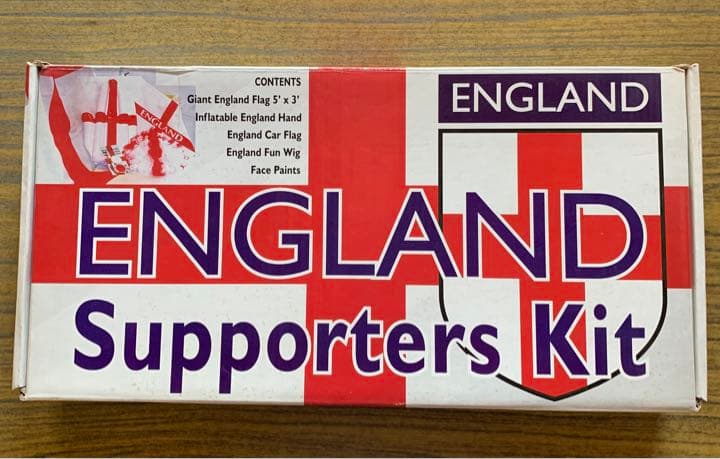 CONTENTS
Giant England Flag 5' x 3'
Inflatable England Hand
England Car Flag
England Fun Wig
Face Paints
ENGLAND
ENGLAND
ENGLAND
Supporters Kit